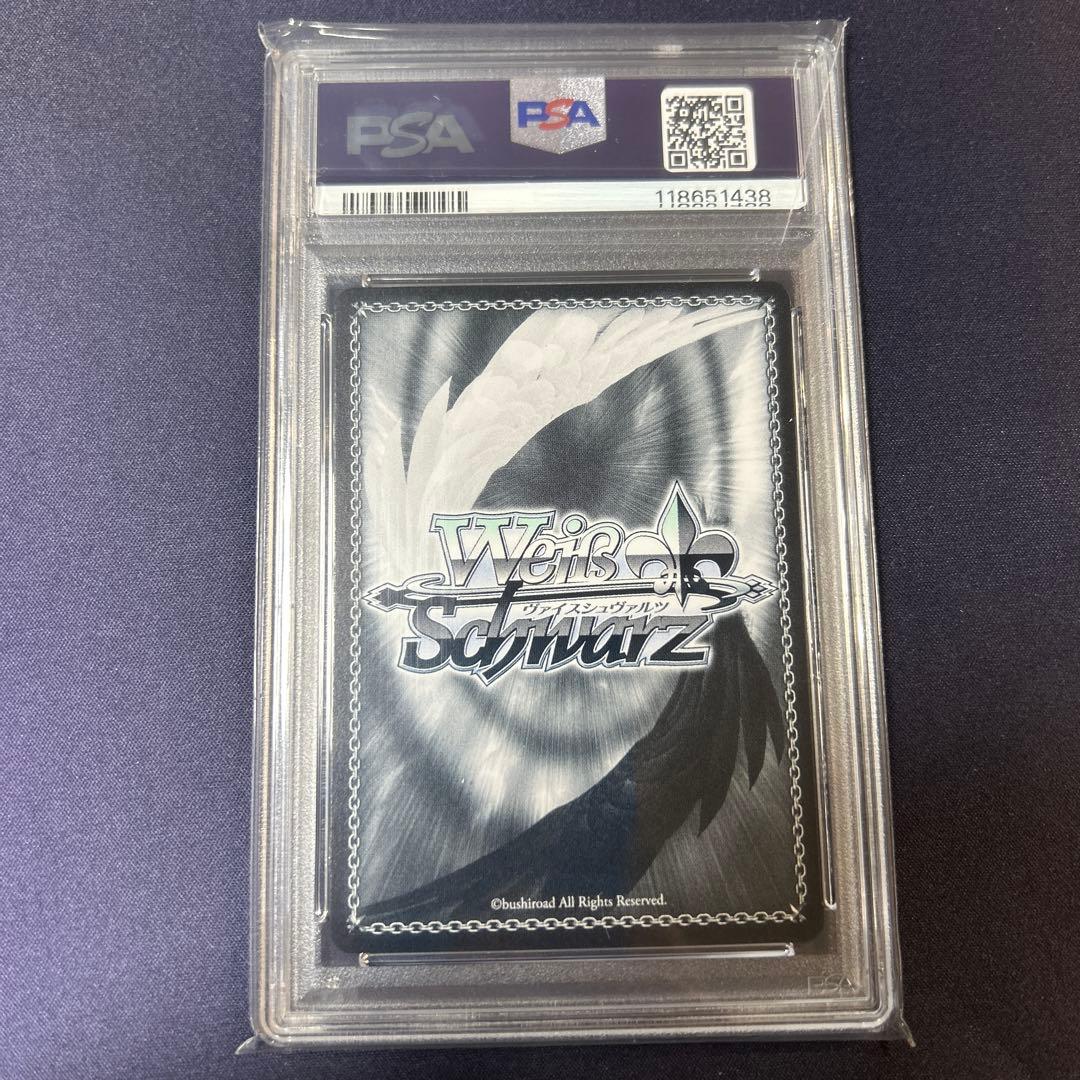 PSA
PSA
118651438
Weiß
ヴァイスシュヴァルツ
Schwarz
©bushiroad All Rights Reserved.
PSA